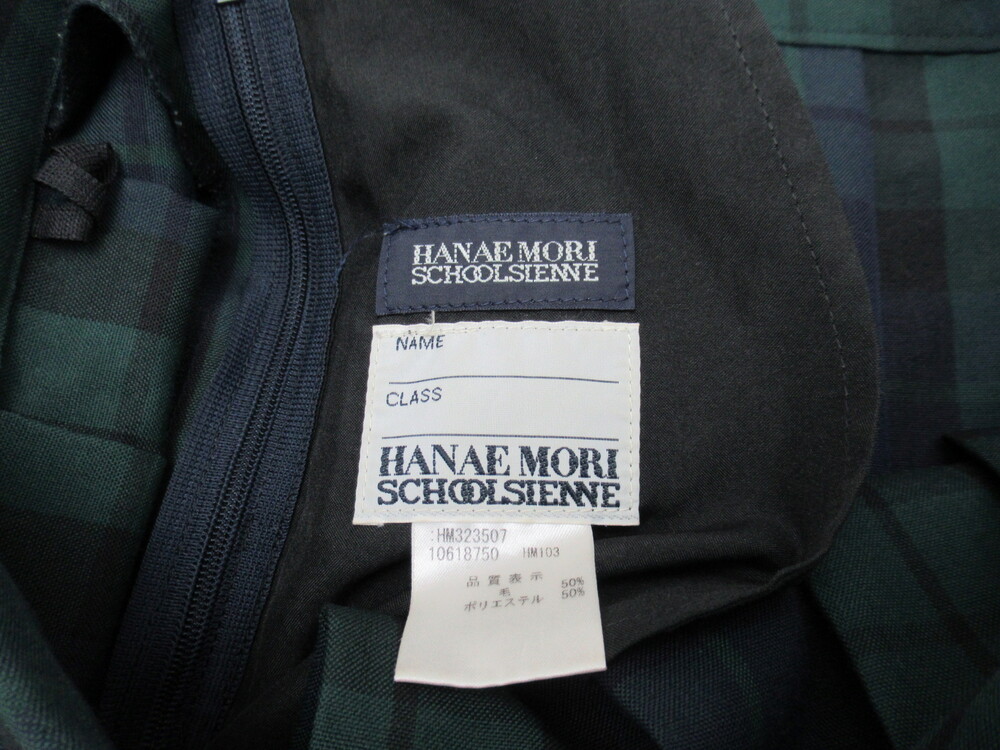 HANAE MORI
SCHOOLSIENNE
NAME
CLASS
HANAE MORI
SCHOOLSIENNE
:HM323507
10618750 HM103
品質表示
毛 50%
ポリエステル 50%